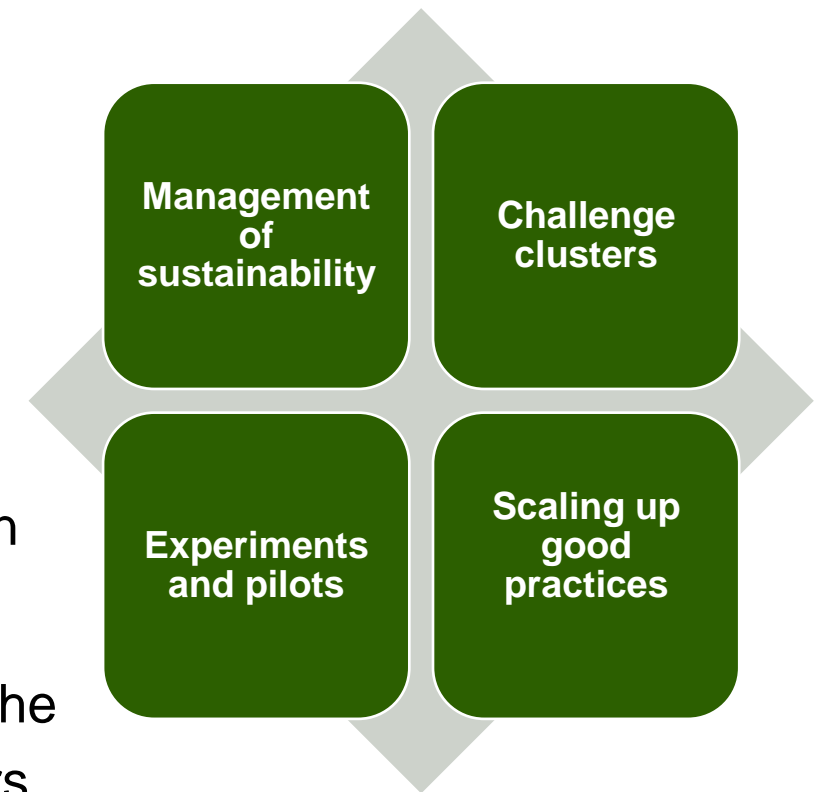 Management
of
sustainability
Challenge
clusters
Experiments
and pilots
Scaling up
good
practices